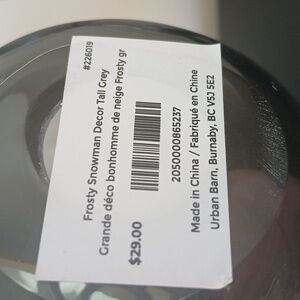 #226019
Frosty Snowman Decor Tall Grey
Grande déco bonhomme de neige Frosty gr
$29.00
2050000865237
Made in China / Fabriqué en Chine
Urban Barn, Burnaby, BC V5J 5E2